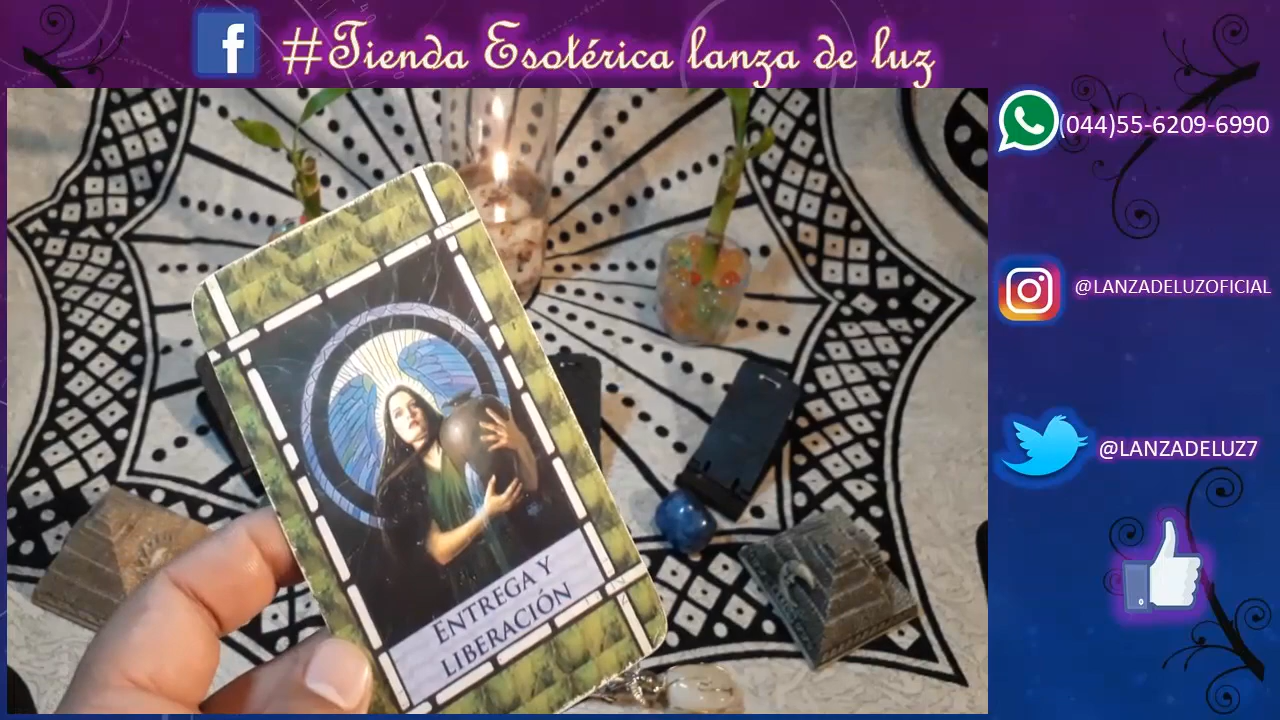 #Tienda Esotérica lanza de luz
(044)55-6209-6990
@LANZADELUZOFICIAL
@LANZADELUZ7
ENTREGA Y
LIBERACIÓN